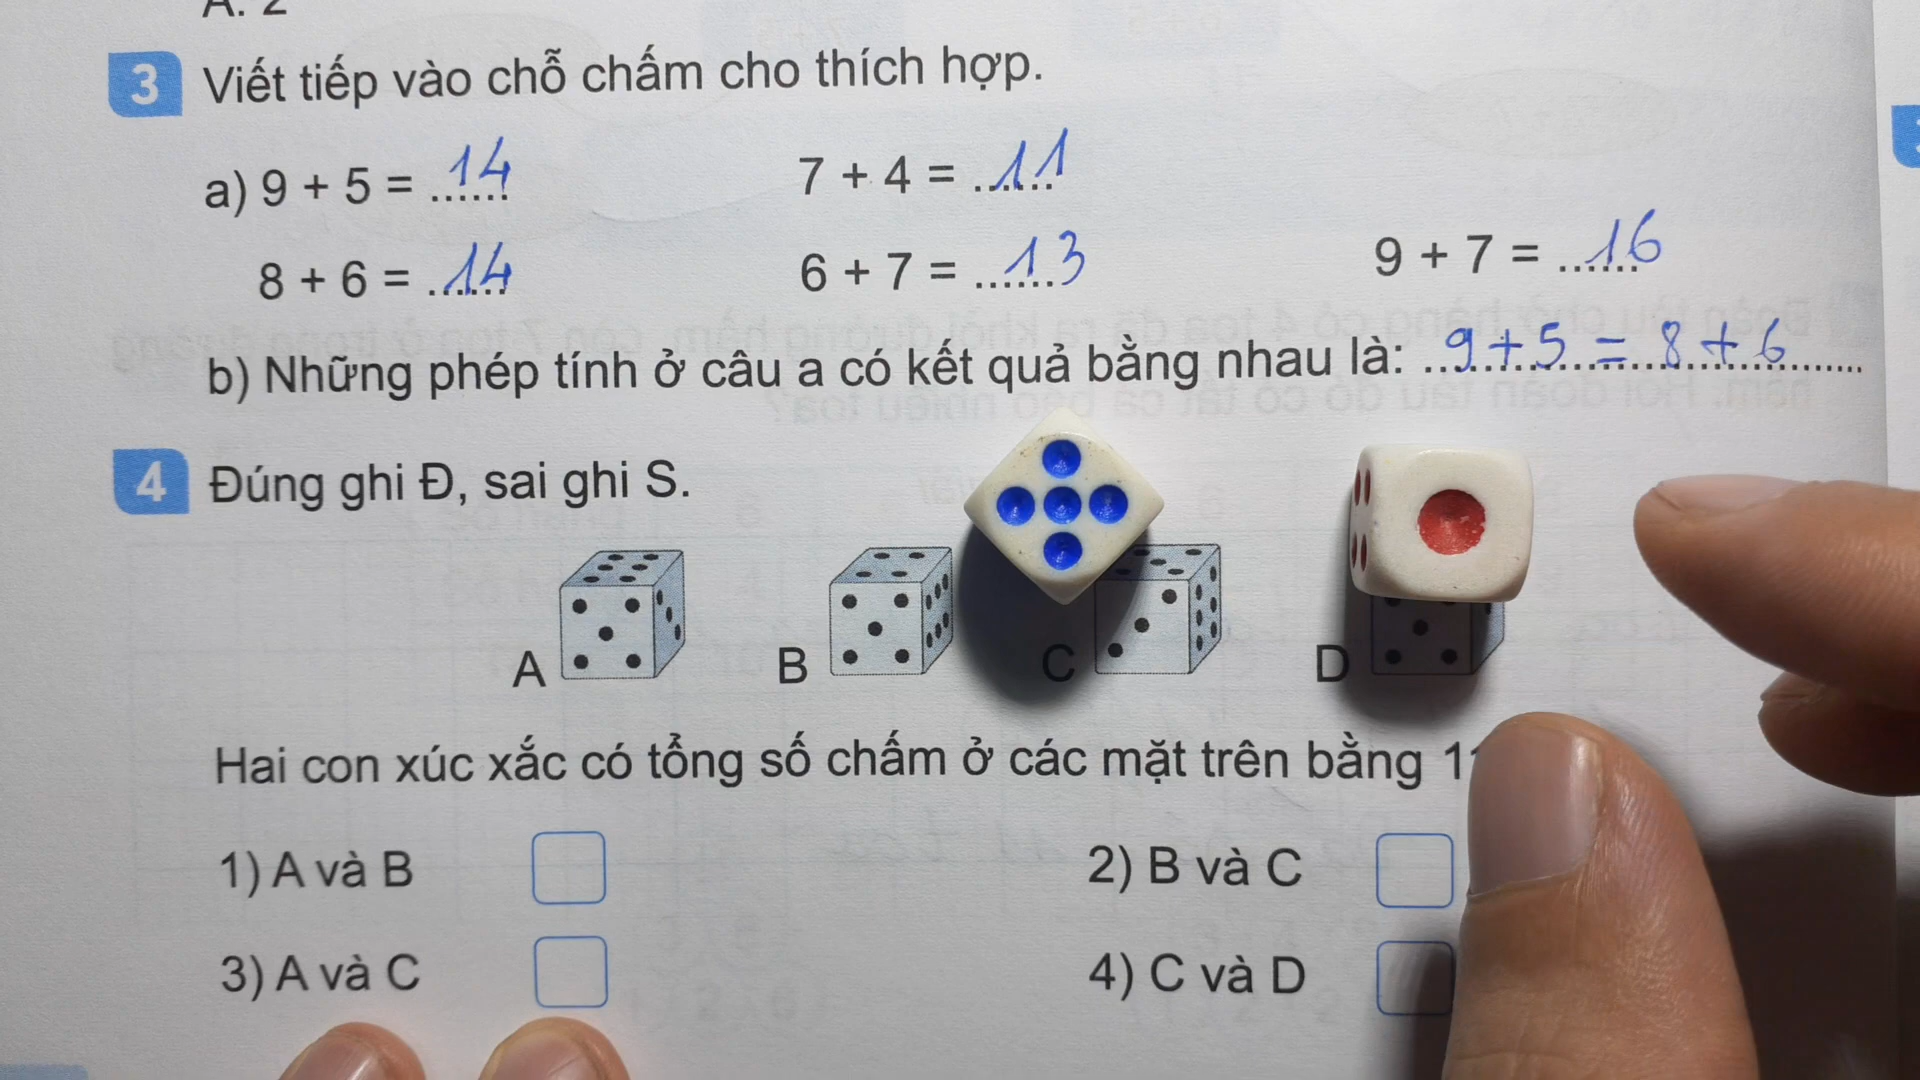 3 Viết tiếp vào chỗ chấm cho thích hợp.
a) 9 + 5 = 14 7 + 4 = 11
8 + 6 = 14 6 + 7 = 13 9 + 7 = 16
b) Những phép tính ở câu a có kết quả bằng nhau là: 9 + 5 = 8 + 6
4 Đúng ghi Đ, sai ghi S.
A B C D
Hai con xúc xắc có tổng số chấm ở các mặt trên bằng
1) A và B 2) B và C
3) A và C 4) C và D